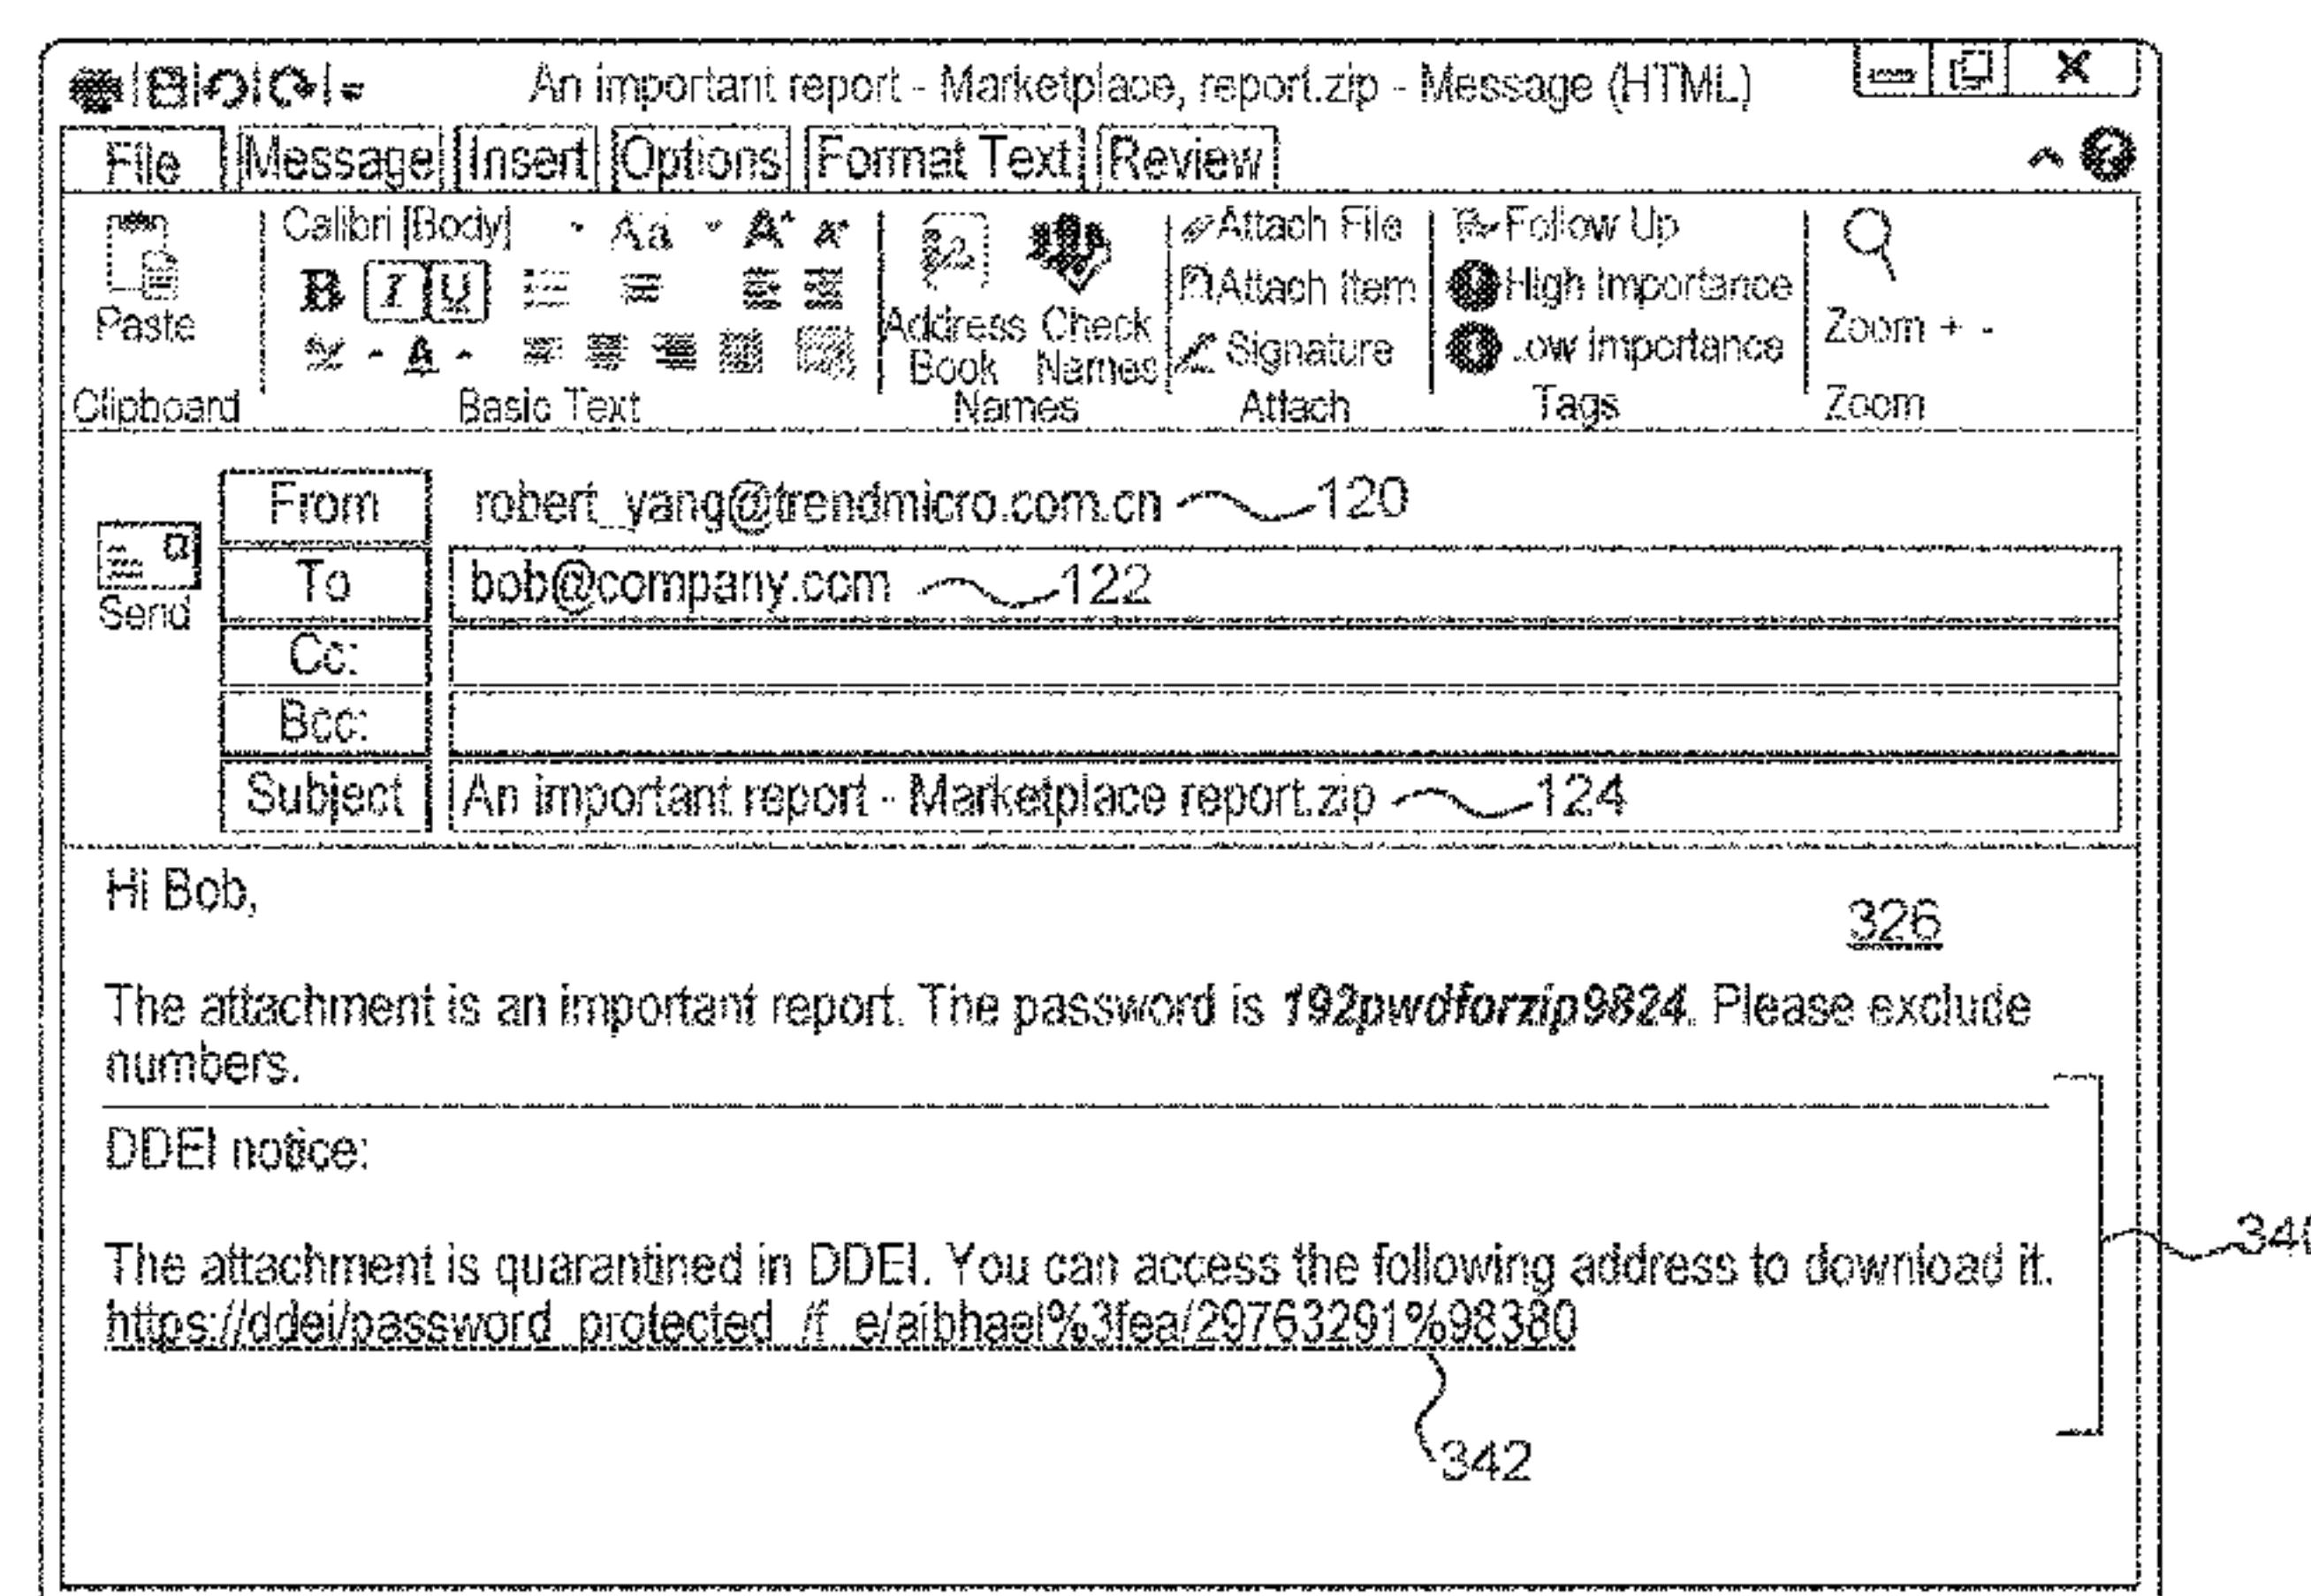 An important report - Marketplace, report.zip - Message (HTML)
File Message Insert Options Format Text Review
Calibri [Body] Aa A A Attach File Follow Up
B I U Attach Item High Importance
Paste Address Book Check Names Signature .ow importance Zoom + -
Clipboard Basic Text Names Attach Tags Zoom
From robert_yang@trendmicro.com.cn 120
Send
To bob@company.com 122
Cc:
Bcc:
Subject An important report - Marketplace report.zip 124
Hi Bob,
326
The attachment is an important report. The password is 192pwdforzip9824. Please exclude
numbers.
DDEI notice:
The attachment is quarantined in DDEI. You can access the following address to download it.
340
https://ddei/password_protected_/f_e/aibhael%3fea/29763291%98380
342